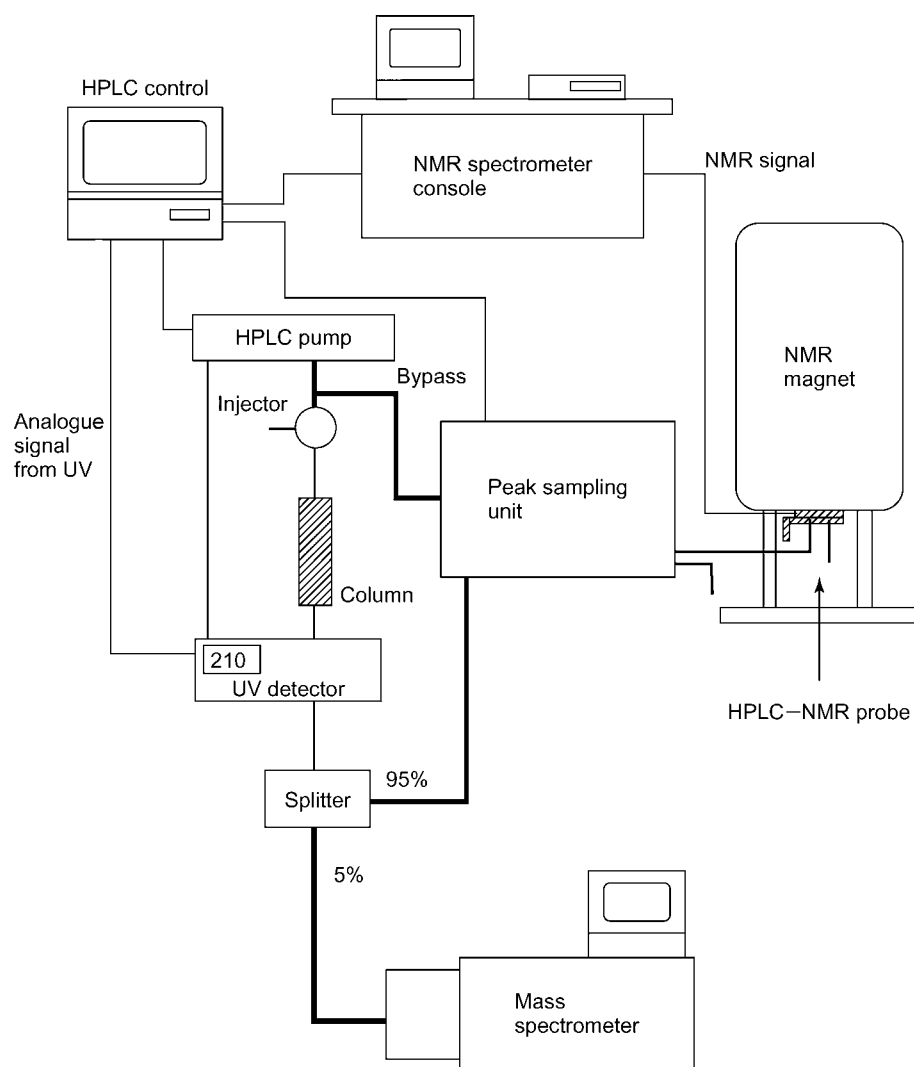 HPLC control
NMR spectrometer
console
NMR signal
NMR
magnet
HPLC pump
Bypass
Injector
Analogue
signal
from UV
Peak sampling
unit
Column
210
UV detector
HPLC–NMR probe
95%
Splitter
5%
Mass
spectrometer